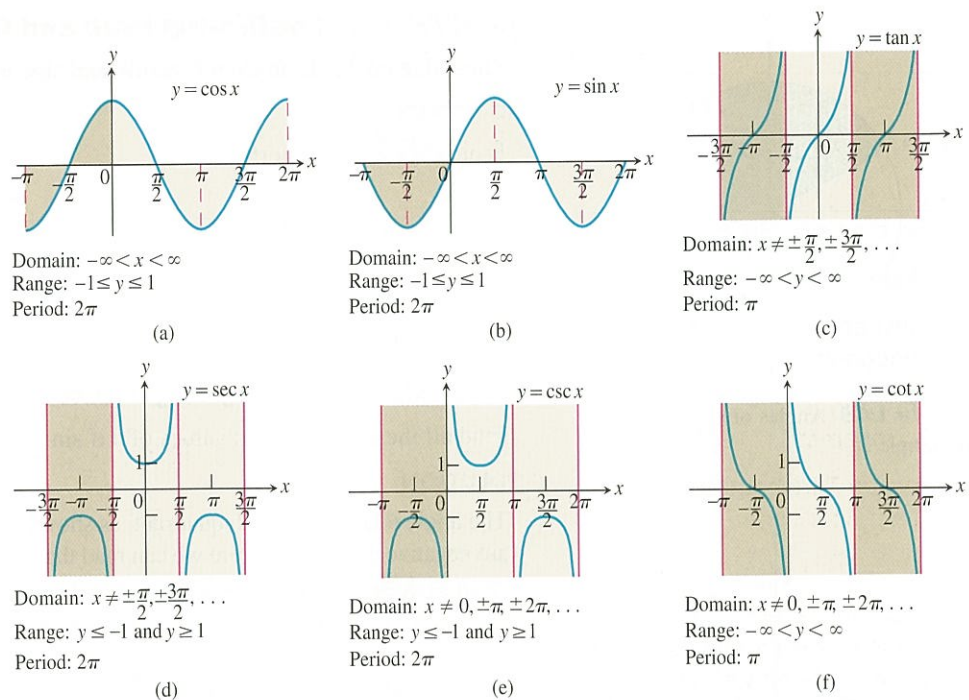 y
y = cos x
x
−π
−π/2
0
π/2
π
3π/2
2π
Domain: −∞ < x < ∞
Range: −1 ≤ y ≤ 1
Period: 2π
(a)
y
y = sin x
x
−π
−π/2
0
π/2
π
3π/2
2π
Domain: −∞ < x < ∞
Range: −1 ≤ y ≤ 1
Period: 2π
(b)
y
y = tan x
x
−3π/2
−π
−π/2
0
π/2
π
3π/2
Domain: x ≠ ±π/2, ±3π/2, . . .
Range: −∞ < y < ∞
Period: π
(c)
y
y = sec x
1
x
−3π/2
−π
−π/2
0
π/2
π
3π/2
Domain: x ≠ ±π/2, ±3π/2, . . .
Range: y ≤ −1 and y ≥ 1
Period: 2π
(d)
y
y = csc x
1
x
−π
−π/2
0
π/2
π
3π/2
2π
Domain: x ≠ 0, ±π, ±2π, . . .
Range: y ≤ −1 and y ≥ 1
Period: 2π
(e)
y
y = cot x
1
x
−π
−π/2
0
π/2
π
3π/2
2π
Domain: x ≠ 0, ±π, ±2π, . . .
Range: −∞ < y < ∞
Period: π
(f)